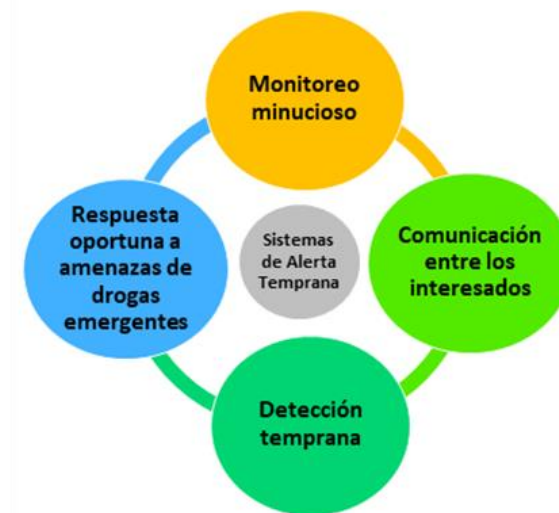 Monitoreo
minucioso
Respuesta
oportuna a
amenazas de
drogas
emergentes
Sistemas
de Alerta
Temprana
Comunicación
entre los
interesados
Detección
temprana